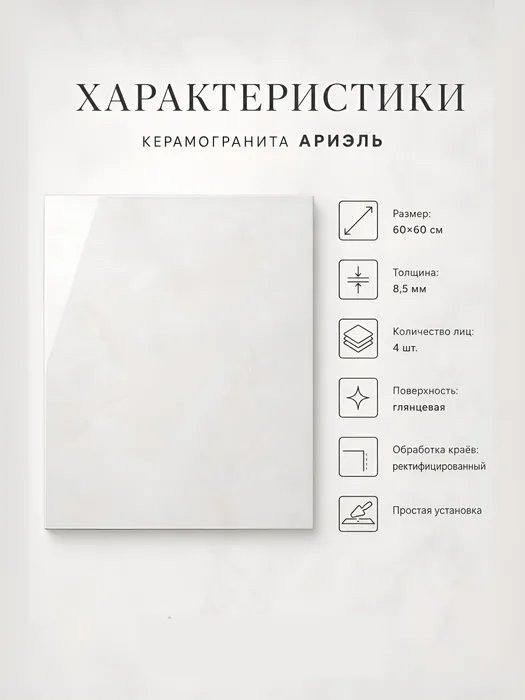 ХАРАКТЕРИСТИКИ
КЕРАМОГРАНИТА АРИЭЛЬ
Размер:
60×60 см
Толщина:
8,5 мм
Количество лиц:
4 шт.
Поверхность:
глянцевая
Обработка краёв:
ректифицированный
Простая установка